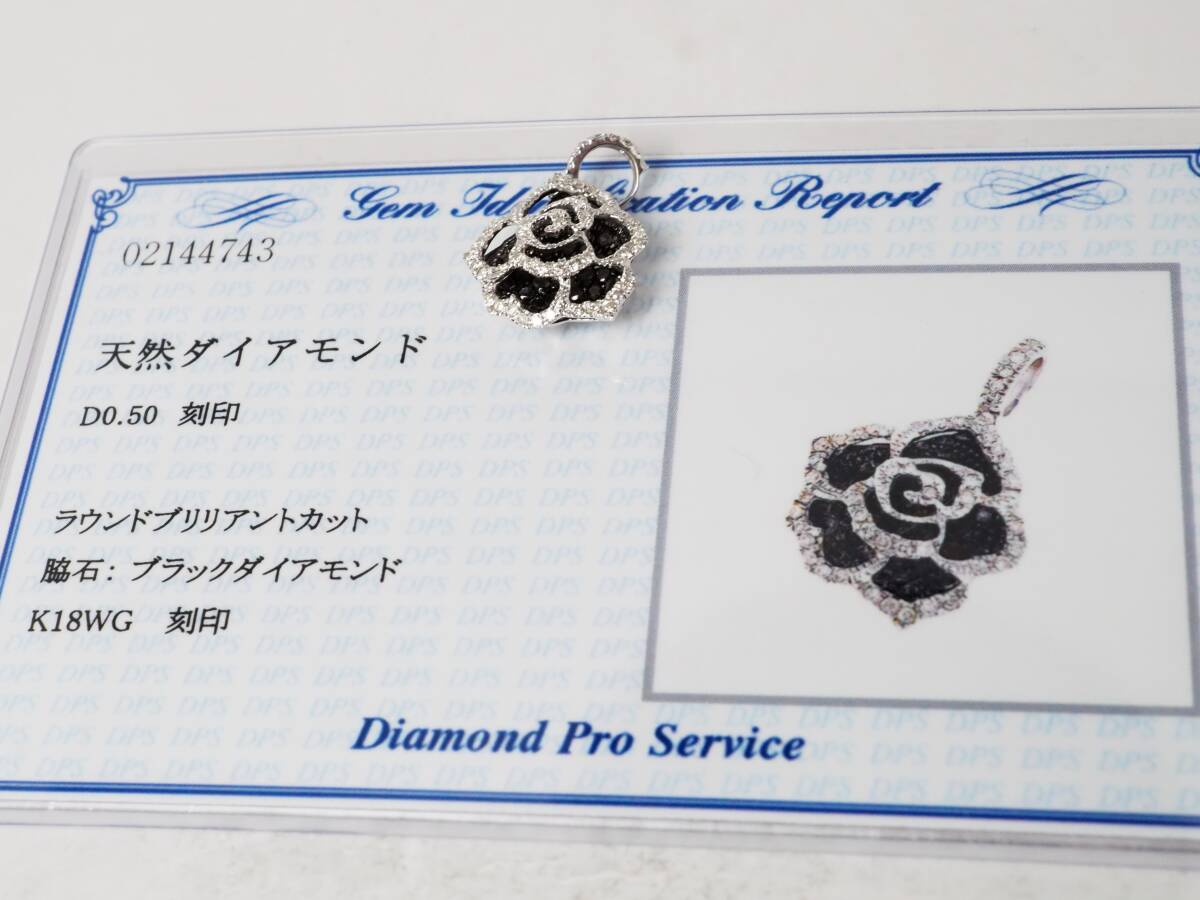 Gem Id cation Report
02144743
天然ダイアモンド
D0.50 刻印
ラウンドブリリアントカット
脇石：ブラックダイアモンド
K18WG 刻印
Diamond Pro Service